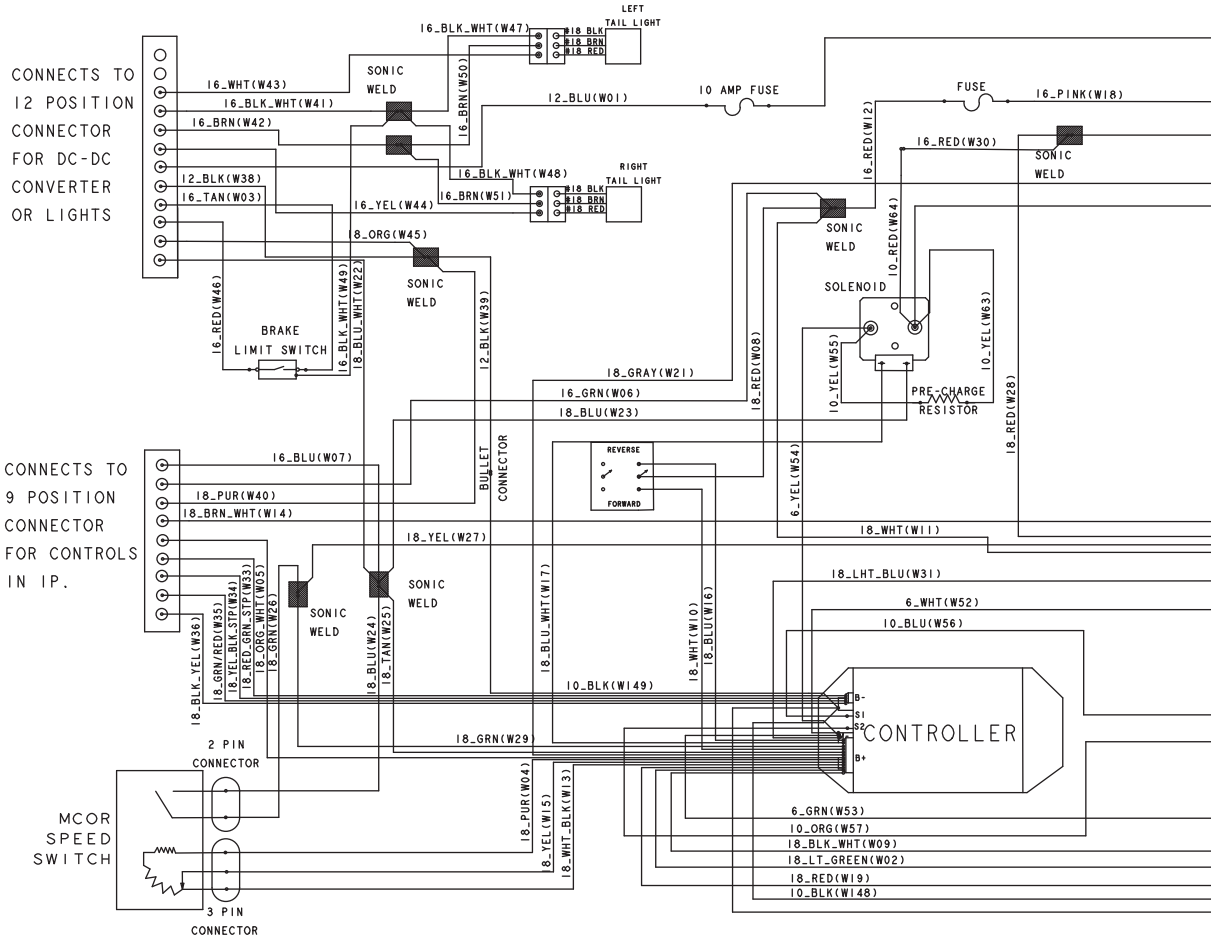 LEFT
TAIL LIGHT
16_BLK_WHT(W47)
#18 BLK
#18 BRN
#18 RED
CONNECTS TO
12 POSITION
CONNECTOR
FOR DC-DC
CONVERTER
OR LIGHTS
16_WHT(W43)
SONIC
WELD
16_BRN(W50)
16_BLK_WHT(W41)
16_BRN(W42)
12_BLU(W01)
10 AMP FUSE
FUSE
16_PINK(W18)
16_RED(W12)
16_RED(W30)
SONIC
WELD
12_BLK(W38)
16_TAN(W03)
16_BLK_WHT(W48)
16_BRN(W51)
16_YEL(W44)
RIGHT
TAIL LIGHT
#18 BLK
#18 BRN
#18 RED
18_ORG(W45)
SONIC
WELD
SONIC
WELD
10_RED(W64)
SOLENOID
16_RED(W46)
BRAKE
LIMIT SWITCH
16_BLK_WHT(W49)
18_BLU_WHT(W22)
12_BLK(W39)
18_RED(W08)
10_YEL(W55)
10_YEL(W63)
PRE-CHARGE
RESISTOR
18_RED(W28)
18_GRAY(W21)
16_GRN(W06)
18_BLU(W23)
BULLET
CONNECTOR
REVERSE
FORWARD
6_YEL(W54)
CONNECTS TO
9 POSITION
CONNECTOR
FOR CONTROLS
IN IP.
16_BLU(W07)
18_PUR(W40)
18_BRN_WHT(W14)
18_YEL(W27)
18_WHT(W11)
SONIC
WELD
SONIC
WELD
18_LHT_BLU(W31)
6_WHT(W52)
10_BLU(W56)
18_BLK_YEL(W36)
18_GRN/RED(W35)
18_YEL_BLK_STP(W34)
18_RED_GRN_STP(W33)
18_ORG_WHT(W05)
18_GRN(W26)
18_BLU(W24)
18_TAN(W25)
18_BLU_WHT(W17)
18_WHT(W10)
18_BLU(W16)
10_BLK(W149)
B-
S1
S2
B+
CONTROLLER
18_GRN(W29)
2 PIN
CONNECTOR
MCOR
SPEED
SWITCH
18_PUR(W04)
18_YEL(W15)
18_WHT_BLK(W13)
3 PIN
CONNECTOR
6_GRN(W53)
10_ORG(W57)
18_BLK_WHT(W09)
18_LT_GREEN(W02)
18_RED(W19)
10_BLK(W148)